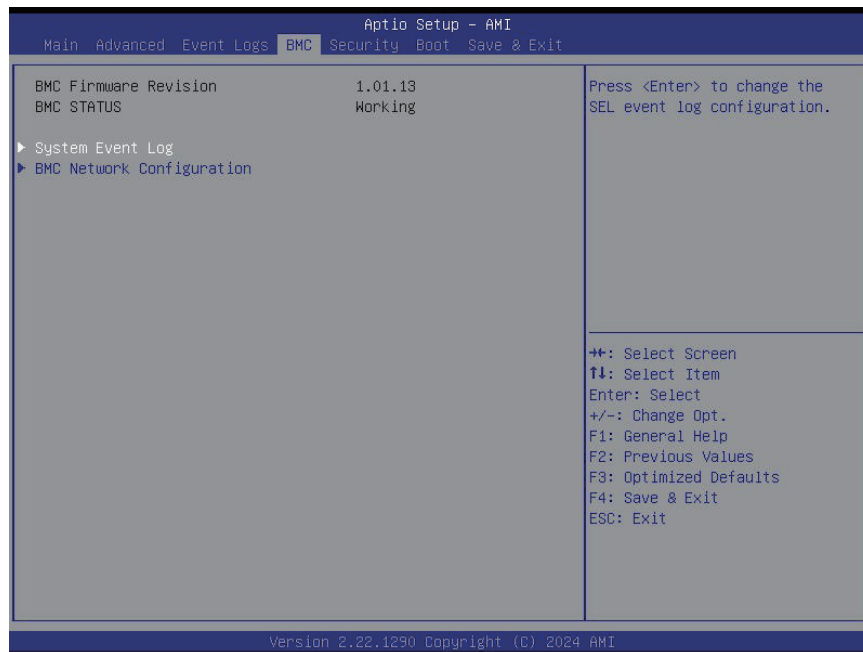 Aptio Setup – AMI
Main Advanced Event Logs BMC Security Boot Save & Exit
BMC Firmware Revision 1.01.13
BMC STATUS Working
System Event Log
BMC Network Configuration
Press <Enter> to change the
SEL event log configuration.
→←: Select Screen
↑↓: Select Item
Enter: Select
+/-: Change Opt.
F1: General Help
F2: Previous Values
F3: Optimized Defaults
F4: Save & Exit
ESC: Exit
Version 2.22.1290 Copyright (C) 2024 AMI